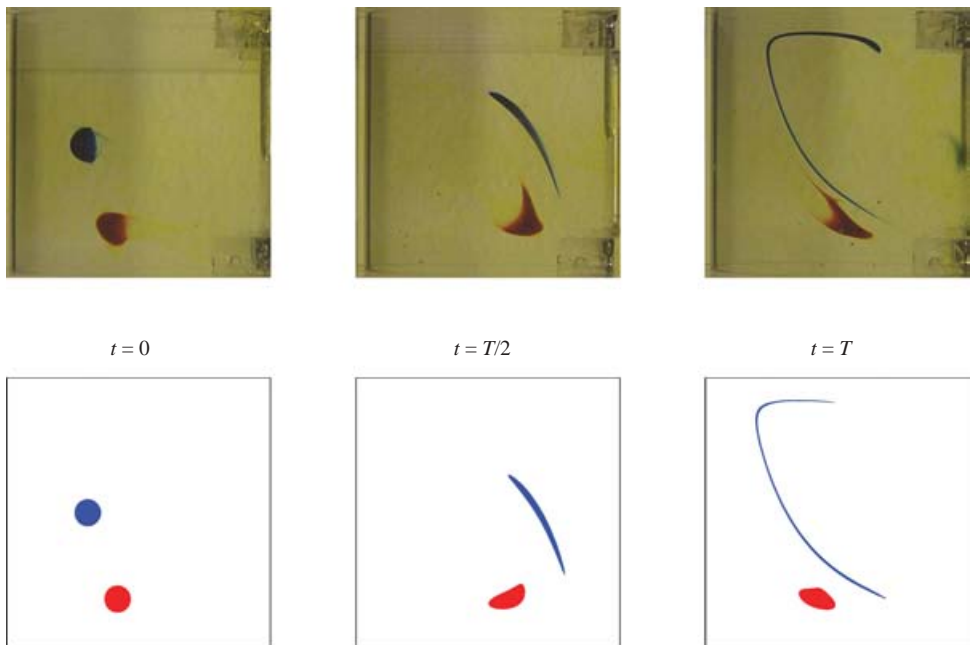 t = 0
t = T/2
t = T